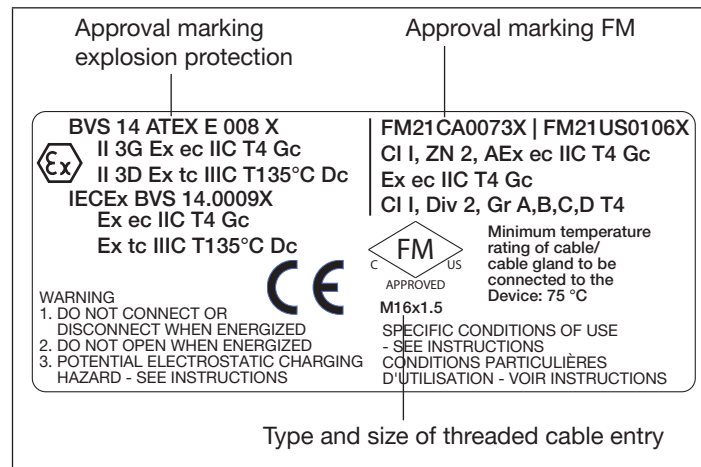 Approval marking
explosion protection
Approval marking FM
BVS 14 ATEX E 008 X
Ex
II 3G Ex ec IIC T4 Gc
II 3D Ex tc IIIC T135°C Dc
IECEx BVS 14.0009X
Ex ec IIC T4 Gc
Ex tc IIIC T135°C Dc
CE
WARNING
1. DO NOT CONNECT OR
DISCONNECT WHEN ENERGIZED
2. DO NOT OPEN WHEN ENERGIZED
3. POTENTIAL ELECTROSTATIC CHARGING
HAZARD - SEE INSTRUCTIONS
FM21CA0073X | FM21US0106X
Cl I, ZN 2, AEx ec IIC T4 Gc
Ex ec IIC T4 Gc
Cl I, Div 2, Gr A,B,C,D T4
C FM US
APPROVED
M16x1.5
Minimum temperature
rating of cable/
cable gland to be
connected to the
Device: 75 °C
SPECIFIC CONDITIONS OF USE
- SEE INSTRUCTIONS
CONDITIONS PARTICULIÈRES
D'UTILISATION - VOIR INSTRUCTIONS
Type and size of threaded cable entry